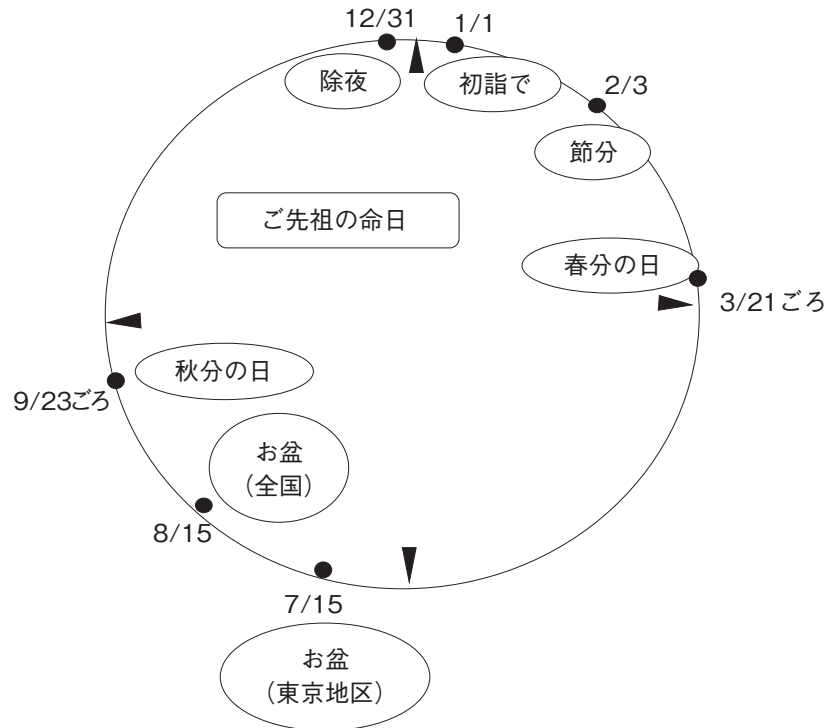 12/31
1/1
除夜
初詣で
2/3
節分
ご先祖の命日
春分の日
3/21ごろ
秋分の日
9/23ごろ
お盆
（全国）
8/15
7/15
お盆
（東京地区）